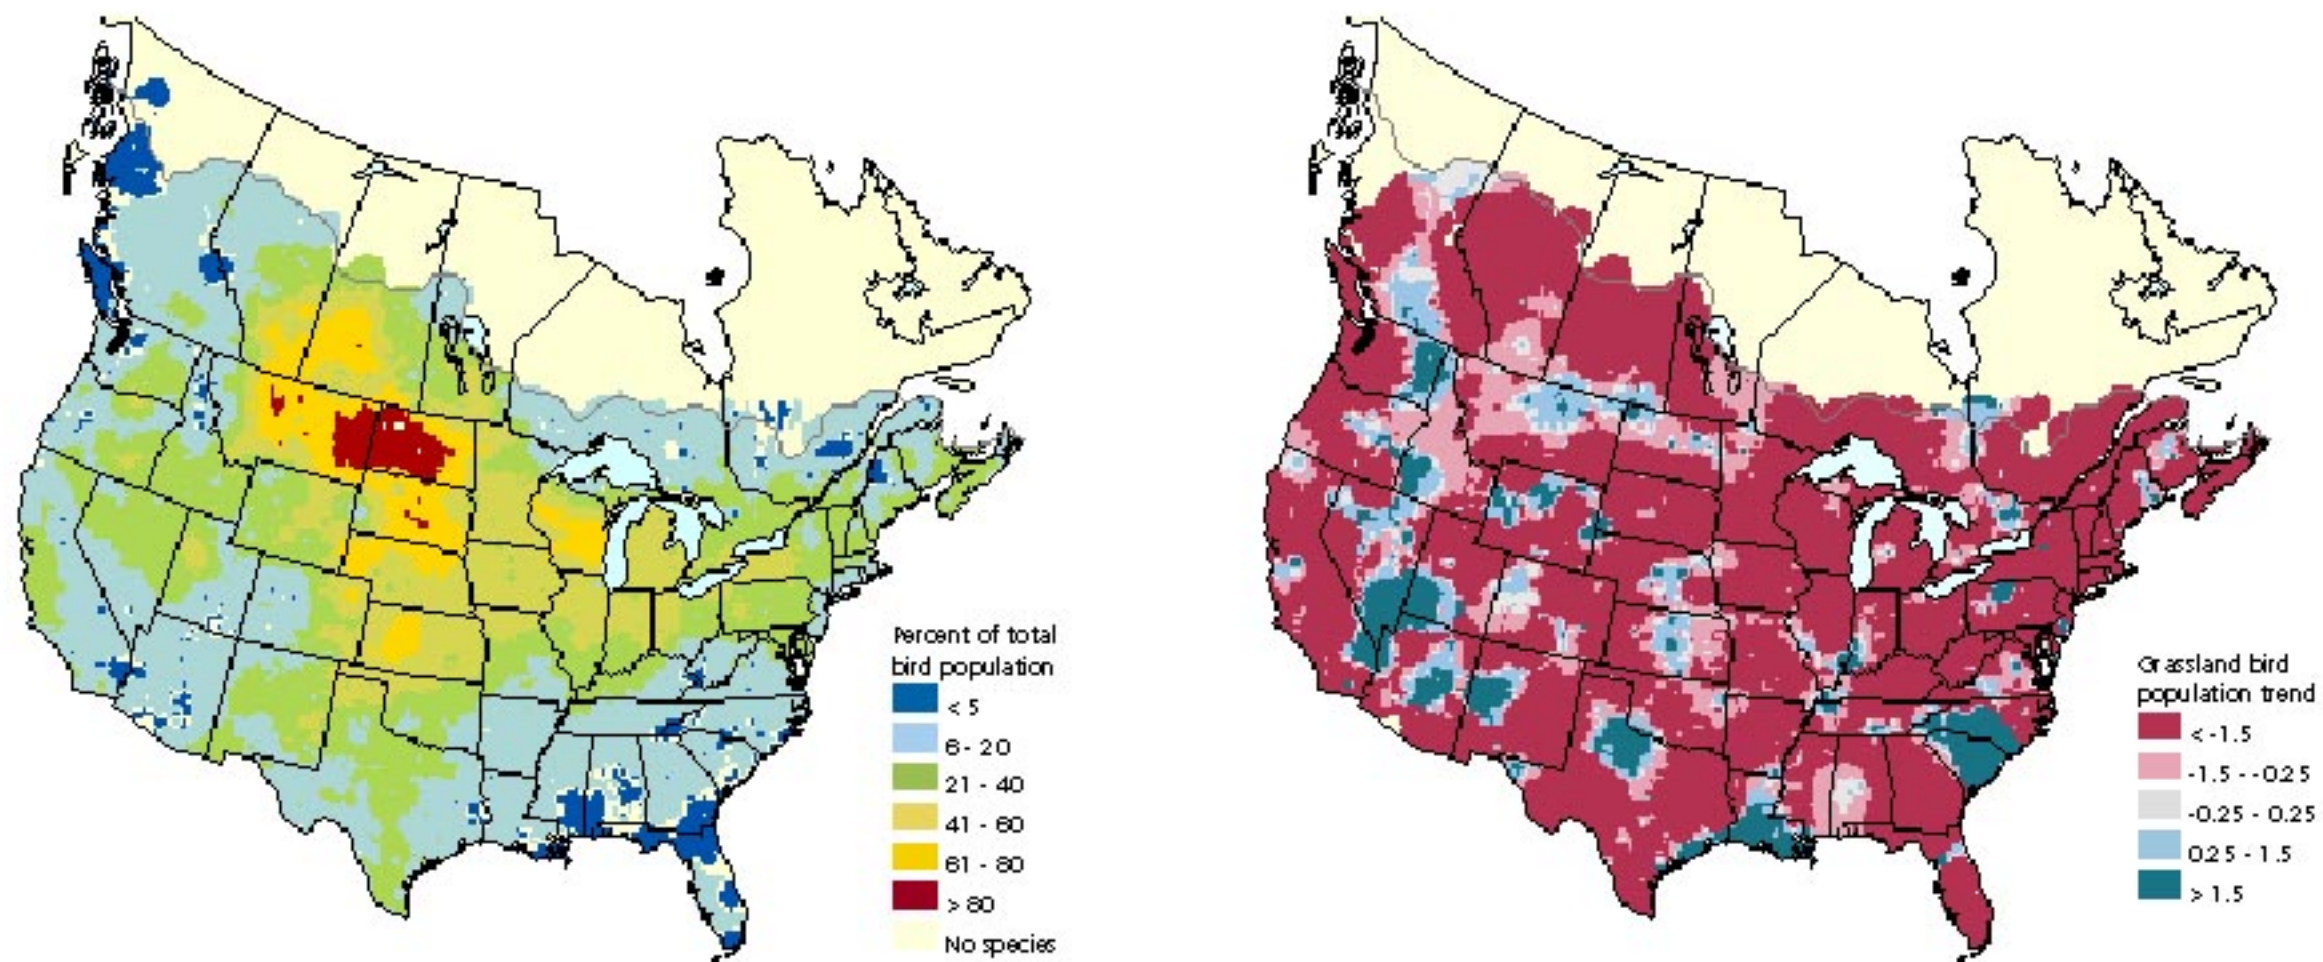 Percent of total
bird population
< 5
6 - 20
21 - 40
41 - 60
61 - 80
> 80
No species
Grassland bird
population trend
< -1.5
-1.5 - -0.25
-0.25 - 0.25
0.25 - 1.5
> 1.5